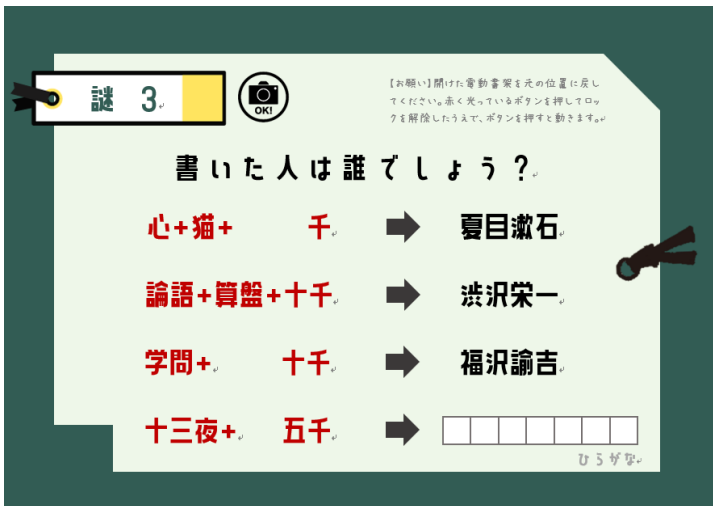 謎 3
OK!
【お願い】開けた電動書架を元の位置に戻し
てください。赤く光っているボタンを押してロッ
クを解除したうえで、ボタンを押すと動きます。
書いた人は誰でしょう？
心+猫+ 千 ➡ 夏目漱石
論語+算盤+十千 ➡ 渋沢栄一
学問+ 十千 ➡ 福沢諭吉
十三夜+ 五千 ➡
ひらがな